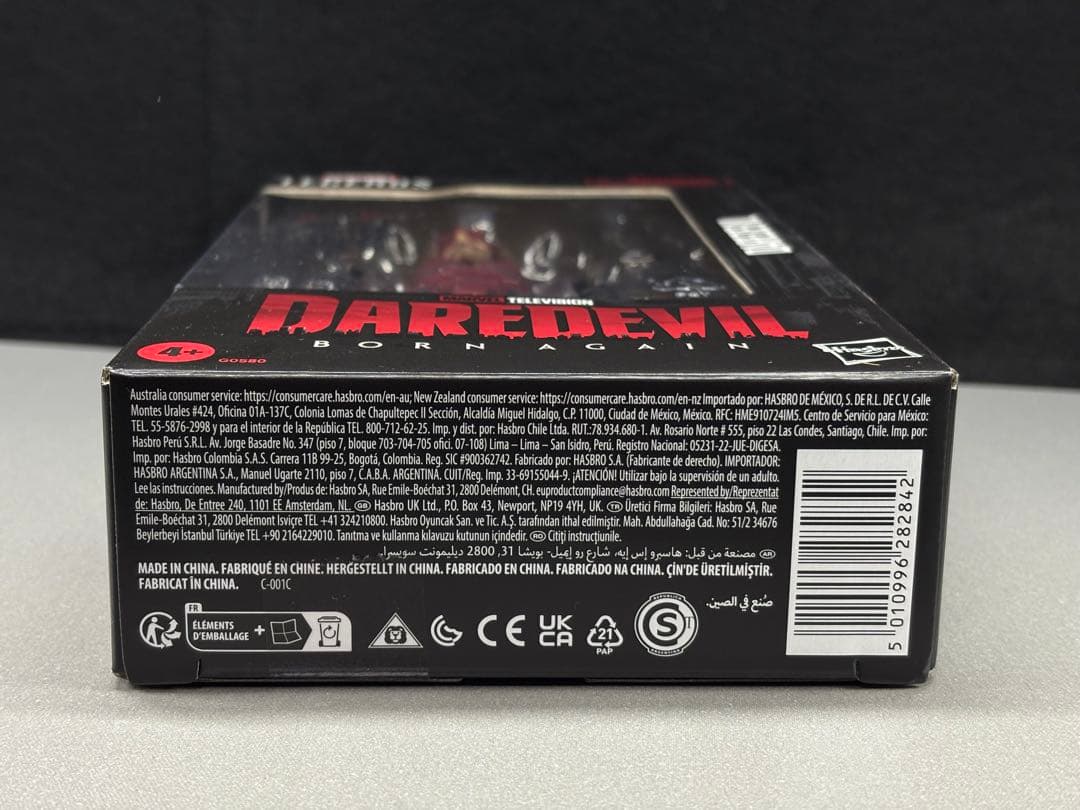 LEGENDS
MARVEL TELEVISION
DAREDEVIL
BORN AGAIN
4+
G0580
Hasbro
Australia consumer service: https://consumercare.hasbro.com/en-au; New Zealand consumer service: https://consumercare.hasbro.com/en-nz Importado por: HASBRO DE MÉXICO, S. DE R.L. DE C.V. Calle
Montes Urales #424, Oficina 01A-137C, Colonia Lomas de Chapultepec II Sección, Alcaldía Miguel Hidalgo, C.P. 11000, Ciudad de México, México. RFC: HME910724IM5. Centro de Servicio para México:
TEL. 55-5876-2998 y para el interior de la República TEL. 800-712-62-25. Imp. y dist. por: Hasbro Chile Ltda. RUT.:78.934.680-1. Av. Rosario Norte # 555, piso 22 Las Condes, Santiago, Chile. Imp. por:
Hasbro Perú S.R.L. Av. Jorge Basadre No. 347 (piso 7, bloque 703-704-705 ofici. 07-108) Lima – Lima – San Isidro, Perú. Registro Nacional: 05231-22-JUE-DIGESA.
Imp. por: Hasbro Colombia S.A.S. Carrera 11B 99-25, Bogotá, Colombia. Reg. SIC #900362742. Fabricado por: HASBRO S.A. (Fabricante de derecho). IMPORTADOR:
HASBRO ARGENTINA S.A., Manuel Ugarte 2110, piso 7, C.A.B.A. ARGENTINA. CUIT/Reg. Imp. 33-69155044-9. ¡ATENCIÓN! Utilizar bajo la supervisión de un adulto.
Lee las instrucciones. Manufactured by/Produs de: Hasbro SA, Rue Emile-Boéchat 31, 2800 Delémont, CH. euproductcompliance@hasbro.com Represented by/Reprezentat
de: Hasbro, De Entree 240, 1101 EE Amsterdam, NL. GB Hasbro UK Ltd., P.O. Box 43, Newport, NP19 4YH, UK. TR Üretici Firma Bilgileri: Hasbro SA, Rue
Emile-Boéchat 31, 2800 Delémont İsviçre TEL +41 324210800. Hasbro Oyuncak San. ve Tic. A.Ş. tarafından ithal edilmiştir. Mah. Abdullahağa Cad. No: 51/2 34676
Beylerbeyi İstanbul Türkiye TEL +90 2164229010. Tanıtma ve kullanma kılavuzu kutunun içindedir. RO Citiți instrucțiunile.
AR مصنعة من قبل: هاسبرو إس إيه، شارع رو إميل- بويشا 31, 2800 ديليمونت سويسرا.
MADE IN CHINA. FABRIQUÉ EN CHINE. HERGESTELLT IN CHINA. FABRICADO EN CHINA. FABRICADO NA CHINA. ÇİN'DE ÜRETİLMİŞTİR.
FABRICAT ÎN CHINA. C-001C
صُنع في الصين.
FR
ÉLÉMENTS
D'EMBALLAGE +
CE
UK
CA
21
PAP
S
T
5 010996 282842